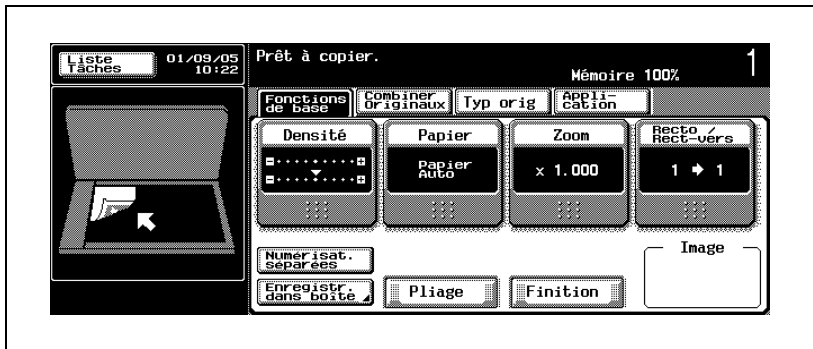 Liste
Tâches
01/09/05
10:22
Prêt à copier.
Mémoire 100%
1
Fonctions
de base
Combiner
Originaux
Typ orig
Appli-
cation
Densité
Papier
Zoom
Recto /
Rect-vers
Papier
Auto
x 1.000
1 ➔ 1
Numérisat.
séparées
Image
Enregistr.
dans boîte
Pliage
Finition